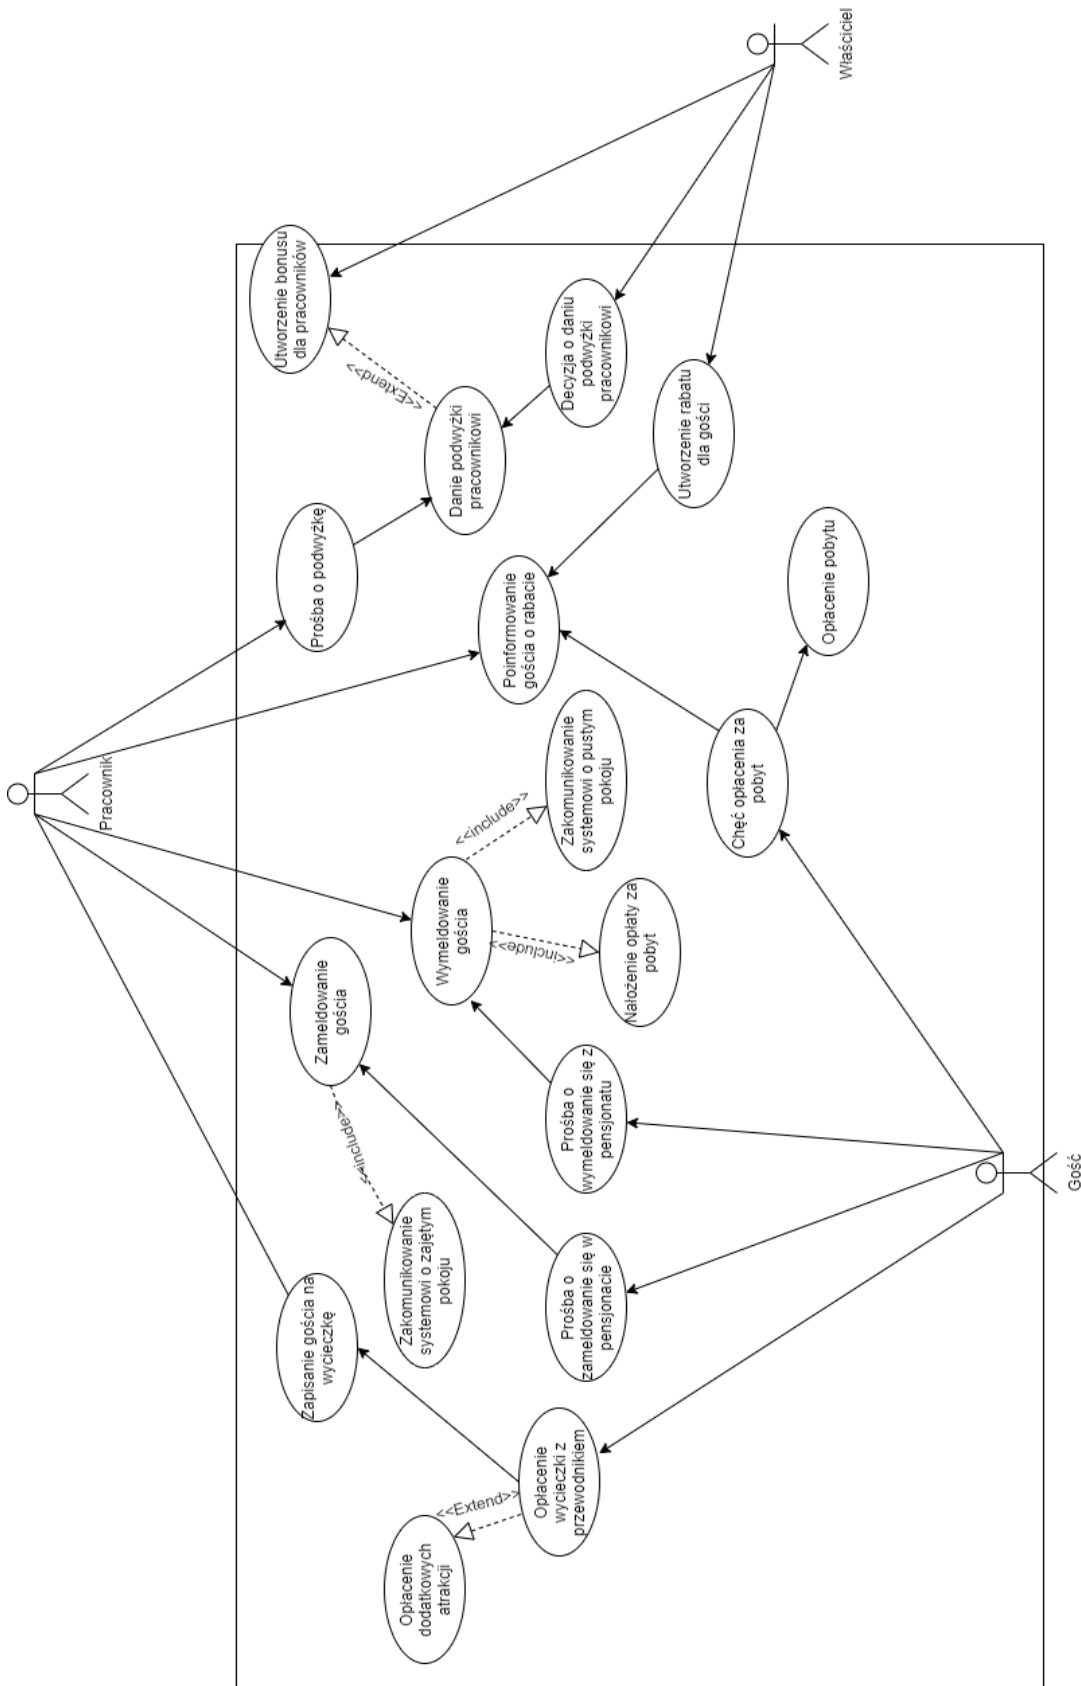 Właściciel
Utworzenie bonusu
dla pracowników
<<Extend>>
Danie podwyżki
pracownikowi
Decyzja o daniu
podwyżki
pracownikowi
Utworzenie rabatu
dla gości
Prośba o podwyżkę
Poinformowanie
gościa o rabacie
Opłacenie pobytu
Pracownik
Chęć opłacenia za
pobyt
Zakomunikowanie
systemowi o pustym
pokoju
<<include>>
Wymeldowanie
gościa
<<include>>
Nałożenie opłaty za
pobyt
Zameldowanie
gościa
<<include>>
Zakomunikowanie
systemowi o zajętym
pokoju
Prośba o
wymeldowanie się z
pensjonatu
Prośba o
zameldowanie się w
pensjonacie
Gość
Zapisanie gościa na
wycieczkę
Opłacenie
wycieczki z
przewodnikiem
<<Extend>>
Opłacenie
dodatkowych
atrakcji